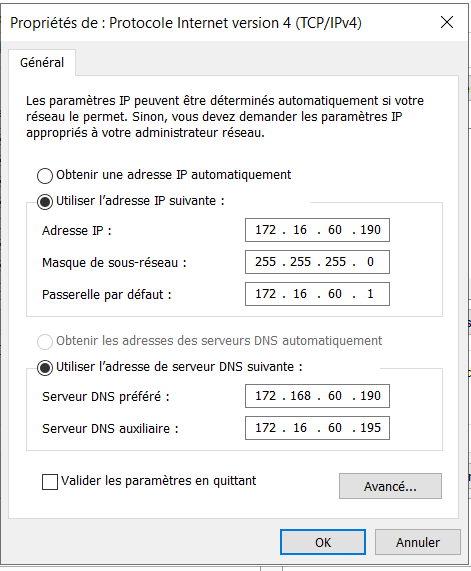 Propriétés de : Protocole Internet version 4 (TCP/IPv4)
Général
Les paramètres IP peuvent être déterminés automatiquement si votre
réseau le permet. Sinon, vous devez demander les paramètres IP
appropriés à votre administrateur réseau.
Obtenir une adresse IP automatiquement
Utiliser l'adresse IP suivante :
Adresse IP : 172 . 16 . 60 . 190
Masque de sous-réseau : 255 . 255 . 255 . 0
Passerelle par défaut : 172 . 16 . 60 . 1
Obtenir les adresses des serveurs DNS automatiquement
Utiliser l'adresse de serveur DNS suivante :
Serveur DNS préféré : 172 . 168 . 60 . 190
Serveur DNS auxiliaire : 172 . 16 . 60 . 195
Valider les paramètres en quittant
Avancé...
OK Annuler